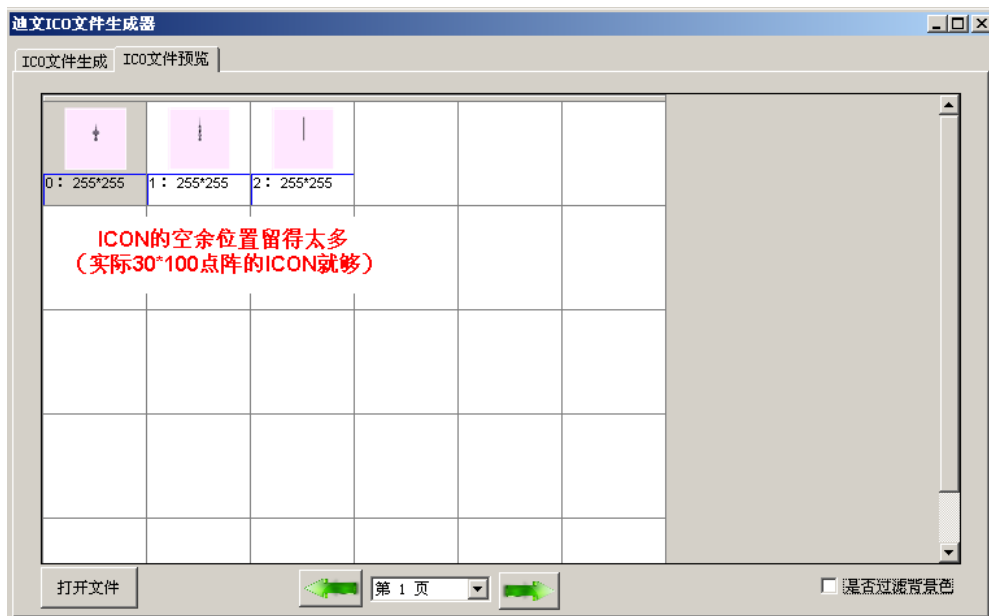 迪文ICO文件生成器
ICO文件生成 ICO文件预览
0：255*255 1：255*255 2：255*255
ICON的空余位置留得太多
（实际30*100点阵的ICON就够）
打开文件 第 1 页 是否过滤背景色